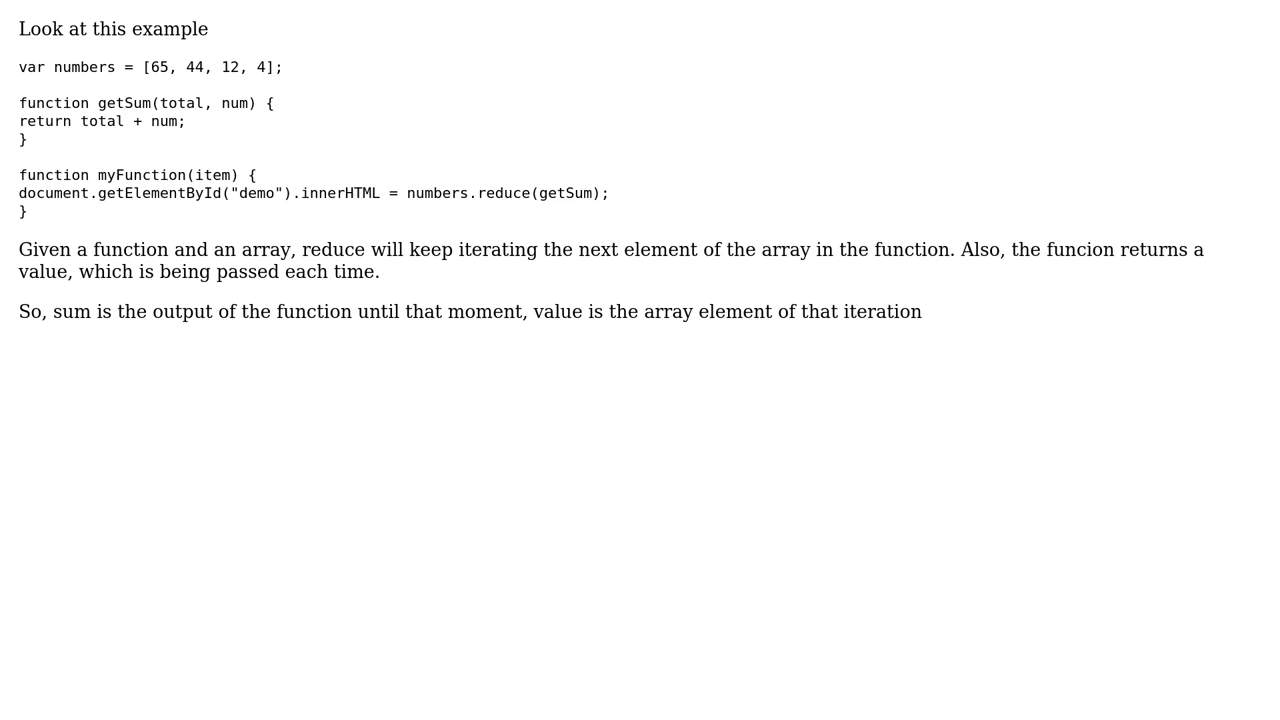 Look at this example
var numbers = [65, 44, 12, 4];
function getSum(total, num) {
return total + num;
}
function myFunction(item) {
document.getElementById("demo").innerHTML = numbers.reduce(getSum);
}
Given a function and an array, reduce will keep iterating the next element of the array in the function. Also, the funcion returns a
value, which is being passed each time.
So, sum is the output of the function until that moment, value is the array element of that iteration